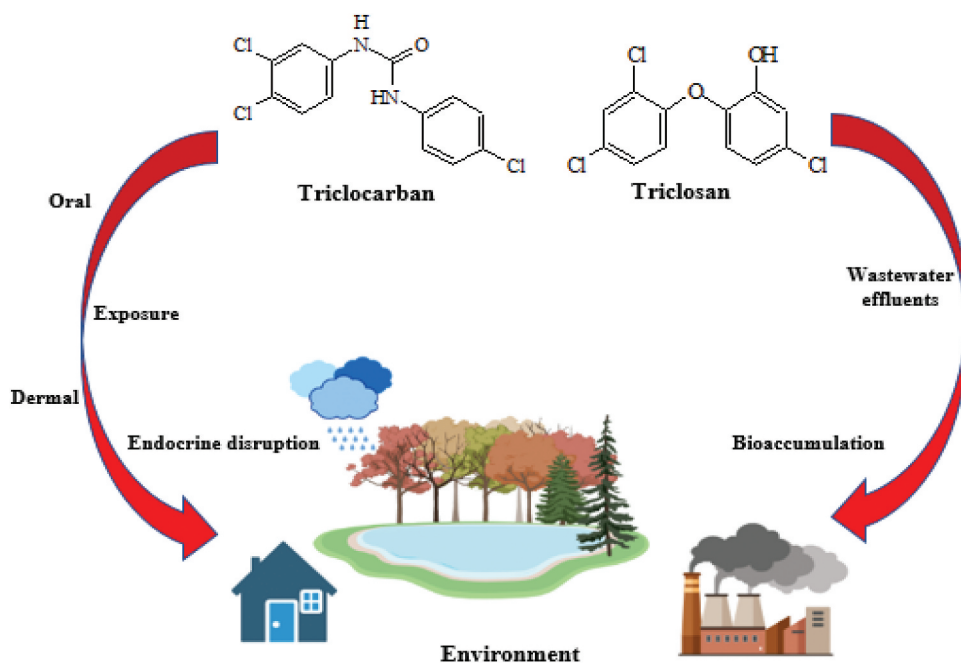 H
Cl
N
O
Cl
HN
Cl
Triclocarban
Cl
OH
O
Cl
Cl
Triclosan
Oral
Exposure
Dermal
Endocrine disruption
Wastewater
effluents
Bioaccumulation
Environment